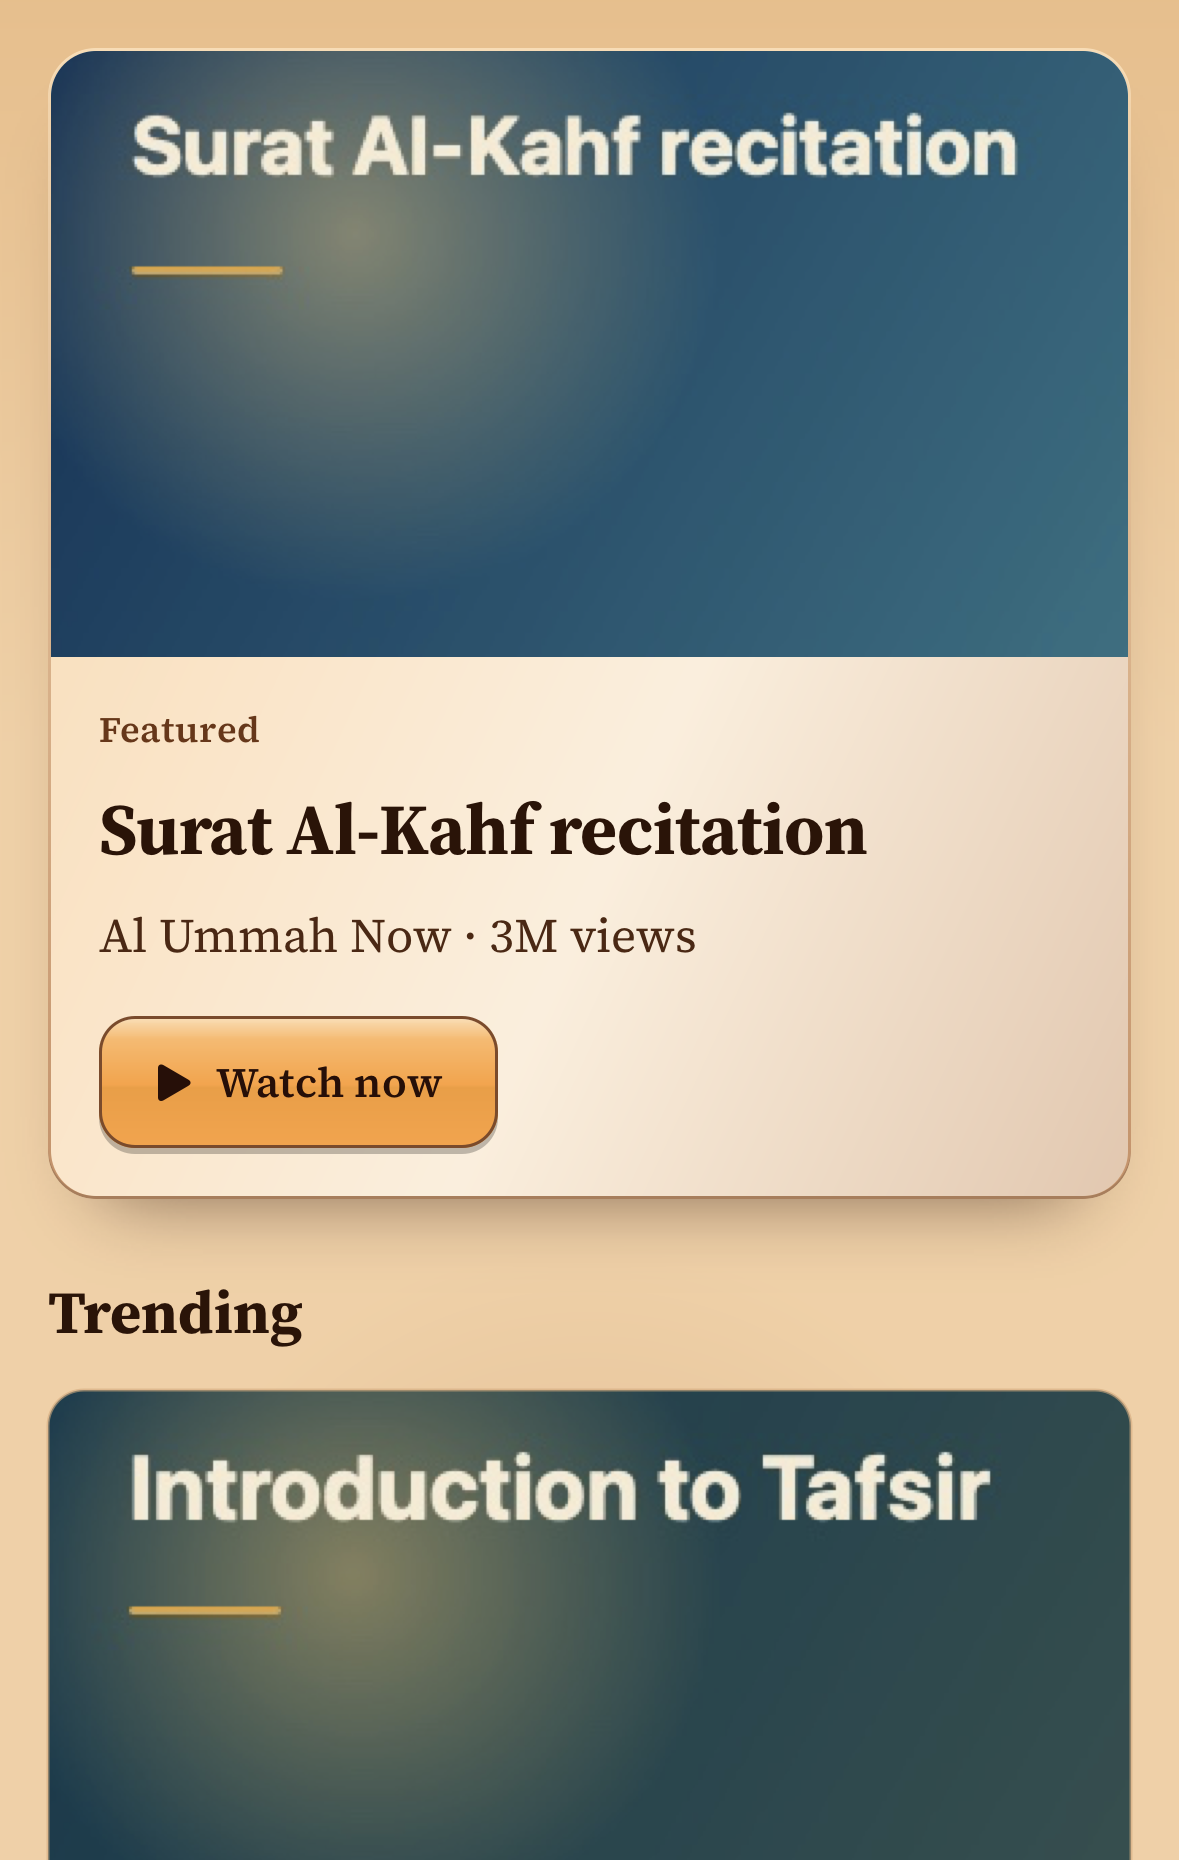 Surat Al-Kahf recitation
Featured
Surat Al-Kahf recitation
Al Ummah Now · 3M views
Watch now
Trending
Introduction to Tafsir